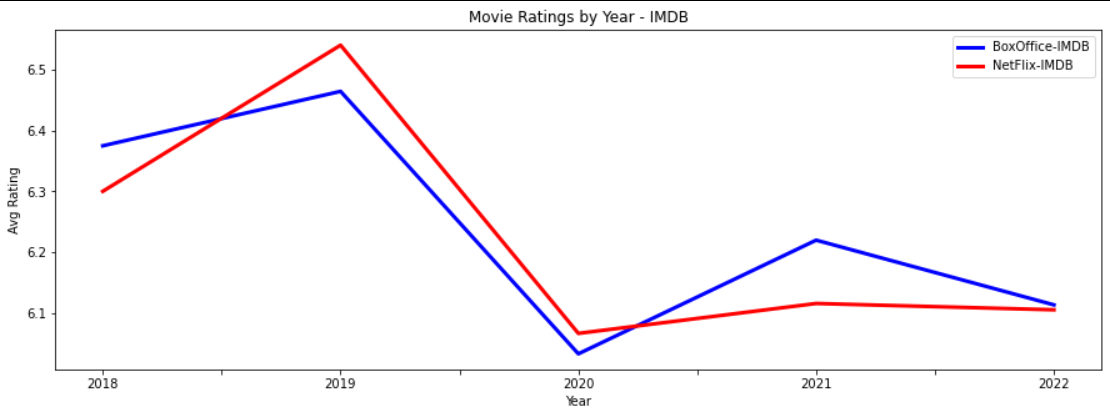 Movie Ratings by Year - IMDB
BoxOffice-IMDB
NetFlix-IMDB
Avg Rating
6.5
6.4
6.3
6.2
6.1
2018 2019 2020 2021 2022
Year